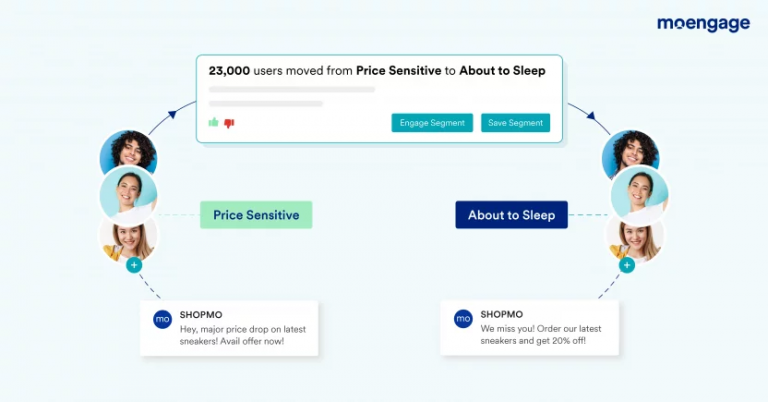 moengage
23,000 users moved from Price Sensitive to About to Sleep
Engage Segment
Save Segment
Price Sensitive
About to Sleep
mo
SHOPMO
Hey, major price drop on latest
sneakers! Avail offer now!
mo
SHOPMO
We miss you! Order our latest
sneakers and get 20% off!